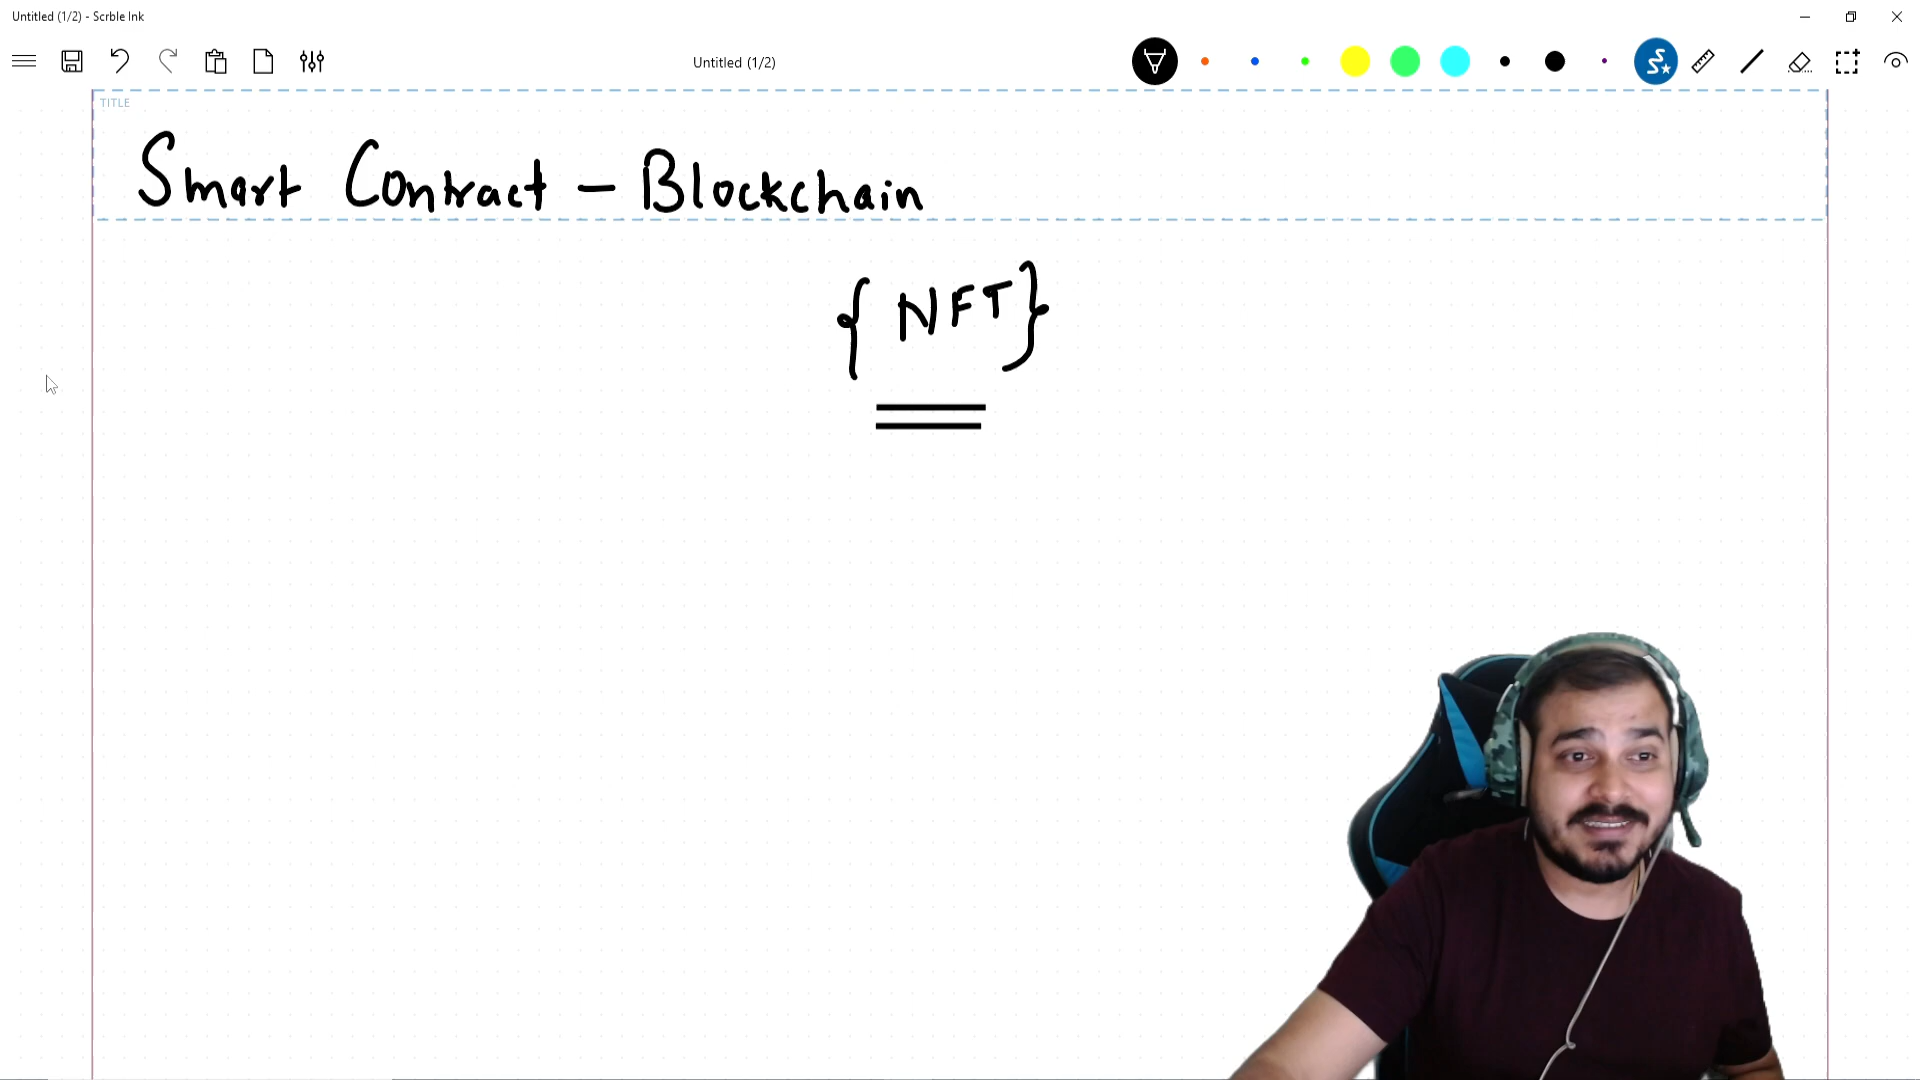 Untitled (1/2) - Scrble Ink
Untitled (1/2)
TITLE
Smart Contract - Blockchain
{ NFT }